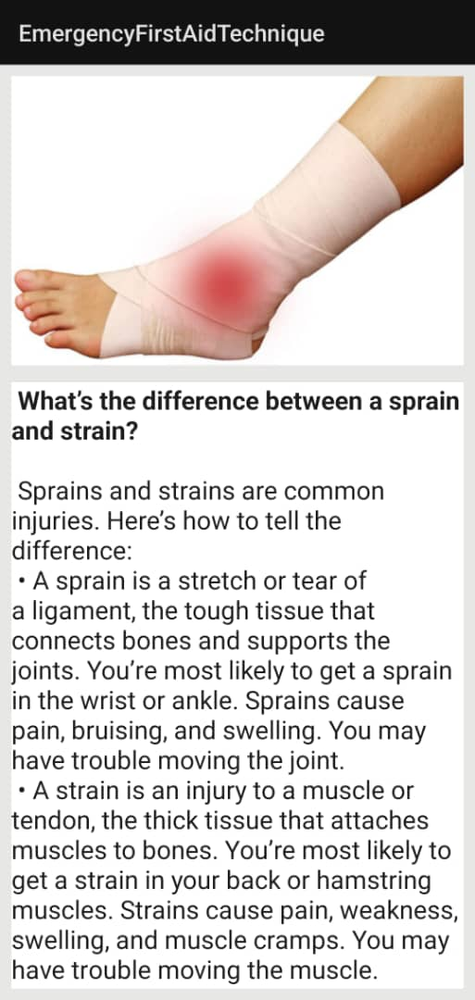 EmergencyFirstAidTechnique
What's the difference between a sprain
and strain?
Sprains and strains are common
injuries. Here's how to tell the
difference:
• A sprain is a stretch or tear of
a ligament, the tough tissue that
connects bones and supports the
joints. You're most likely to get a sprain
in the wrist or ankle. Sprains cause
pain, bruising, and swelling. You may
have trouble moving the joint.
• A strain is an injury to a muscle or
tendon, the thick tissue that attaches
muscles to bones. You're most likely to
get a strain in your back or hamstring
muscles. Strains cause pain, weakness,
swelling, and muscle cramps. You may
have trouble moving the muscle.